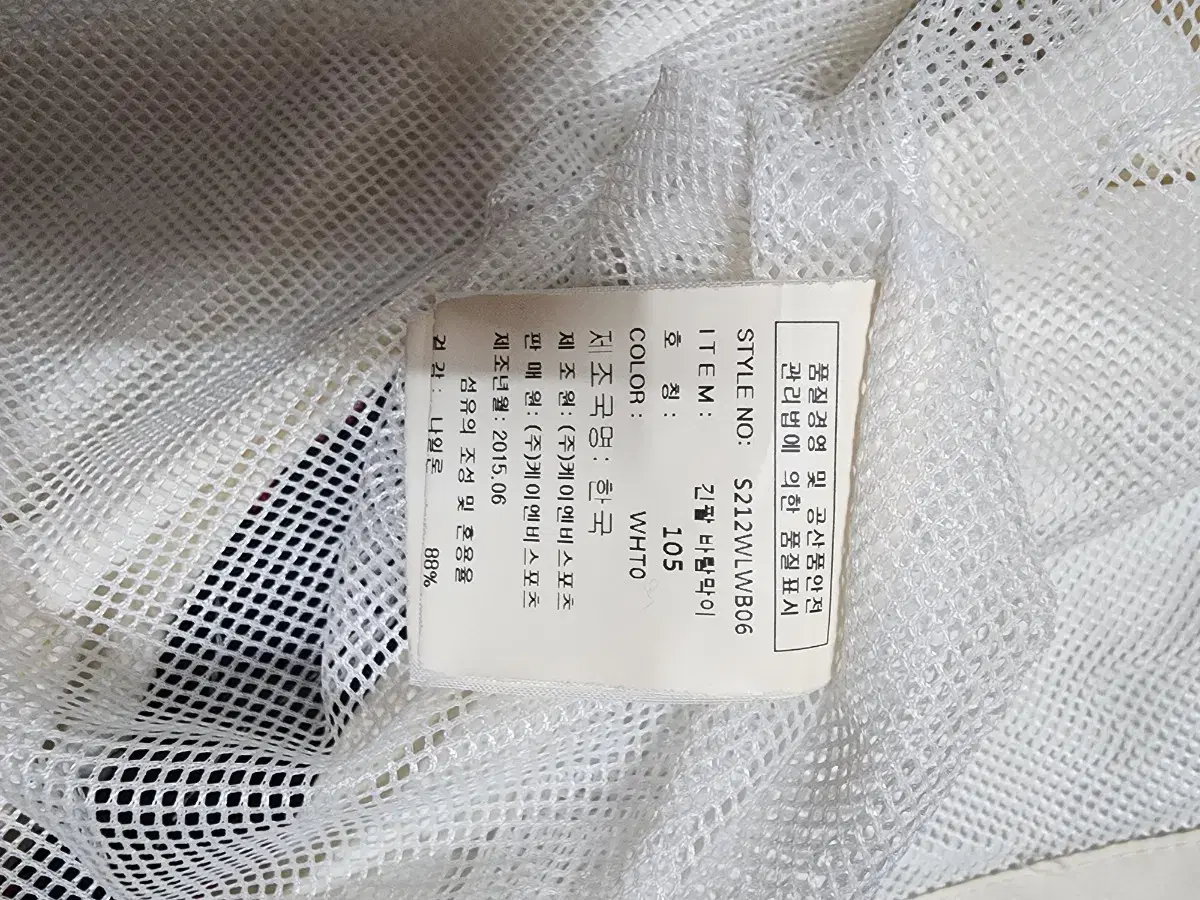 품질경영 및 공산품안전
관리법에 의한 품질표시
STYLE NO: S212WLWB06
ITEM : 긴팔 바람막이
호 칭 : 105
COLOR : WHT0
제조국명: 한국
제 조 원: (주)케이엔비스포츠
판 매 원: (주)케이엔비스포츠
제조년월: 2015.06
섬유의 조성 및 혼용율
겉 감 : 나일론 88%